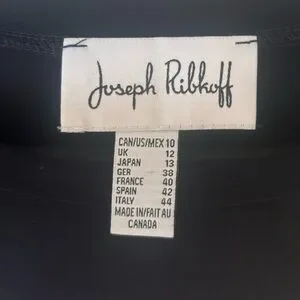 Joseph Ribkoff
CAN/US/MEX 10
UK 12
JAPAN 13
GER 38
FRANCE 40
SPAIN 42
ITALY 44
MADE IN/FAIT AU
CANADA